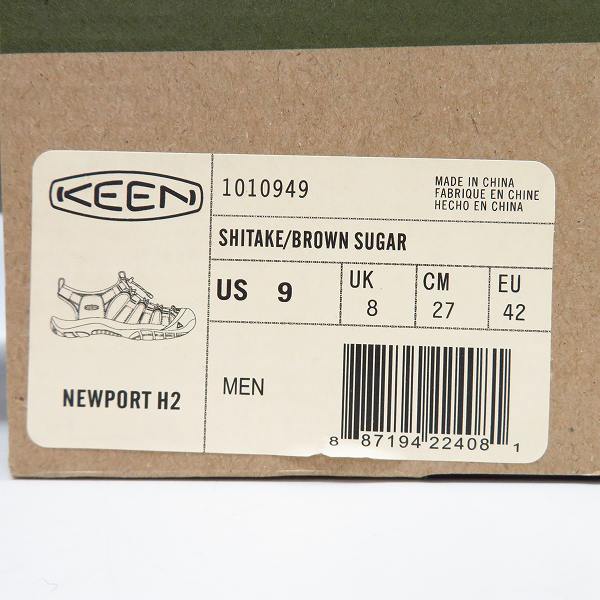 KEEN
1010949
MADE IN CHINA
FABRIQUE EN CHINE
HECHO EN CHINA
SHITAKE/BROWN SUGAR
US 9
UK 8
CM 27
EU 42
NEWPORT H2
MEN
8 87194 22408 1